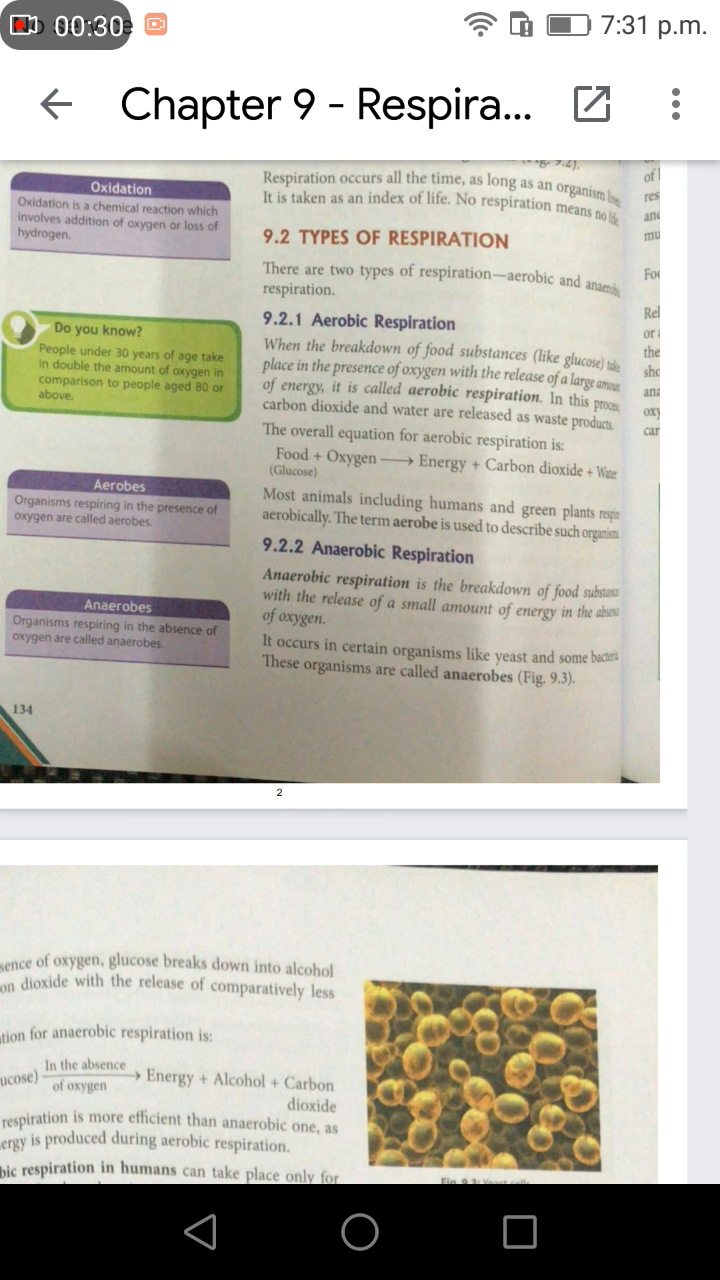 No service
00:30
7:31 p.m.
Chapter 9 - Respira...
Oxidation
Oxidation is a chemical reaction which
involves addition of oxygen or loss of
hydrogen.
Do you know?
People under 30 years of age take
in double the amount of oxygen in
comparison to people aged 80 or
above.
Aerobes
Organisms respiring in the presence of
oxygen are called aerobes.
Anaerobes
Organisms respiring in the absence of
oxygen are called anaerobes.
134
Respiration occurs all the time, as long as an organism lives
It is taken as an index of life. No respiration means no life
9.2 TYPES OF RESPIRATION
There are two types of respiration—aerobic and anaerobic
respiration.
9.2.1 Aerobic Respiration
When the breakdown of food substances (like glucose) take
place in the presence of oxygen with the release of a large amount
of energy, it is called aerobic respiration. In this process
carbon dioxide and water are released as waste products.
The overall equation for aerobic respiration is:
Food + Oxygen ⟶ Energy + Carbon dioxide + Water
(Glucose)
Most animals including humans and green plants respire
aerobically. The term aerobe is used to describe such organisms
9.2.2 Anaerobic Respiration
Anaerobic respiration is the breakdown of food substance
with the release of a small amount of energy in the absence
of oxygen.
It occurs in certain organisms like yeast and some bacteria.
These organisms are called anaerobes (Fig. 9.3).
2
sence of oxygen, glucose breaks down into alcohol
on dioxide with the release of comparatively less
tion for anaerobic respiration is:
ucose) In the absence of oxygen ⟶ Energy + Alcohol + Carbon
dioxide
respiration is more efficient than anaerobic one, as
ergy is produced during aerobic respiration.
bic respiration in humans can take place only for